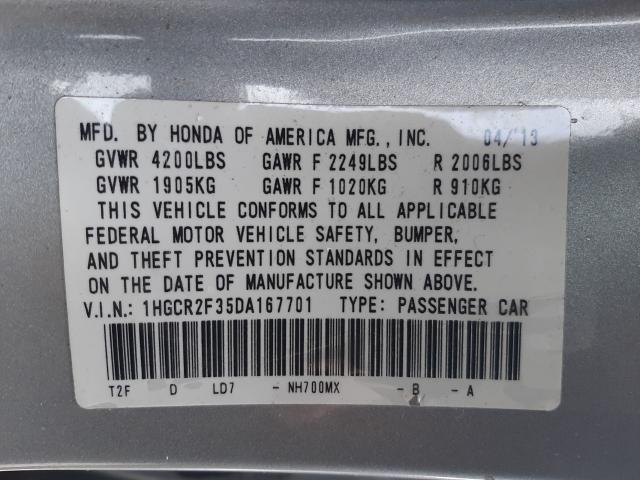 MFD. BY HONDA OF AMERICA MFG., INC. 04/'13
GVWR 4200LBS GAWR F 2249LBS R 2006LBS
GVWR 1905KG GAWR F 1020KG R 910KG
THIS VEHICLE CONFORMS TO ALL APPLICABLE
FEDERAL MOTOR VEHICLE SAFETY, BUMPER,
AND THEFT PREVENTION STANDARDS IN EFFECT
ON THE DATE OF MANUFACTURE SHOWN ABOVE.
V.I.N.: 1HGCR2F35DA167701 TYPE: PASSENGER CAR
T2F D LD7 - NH700MX - B - A